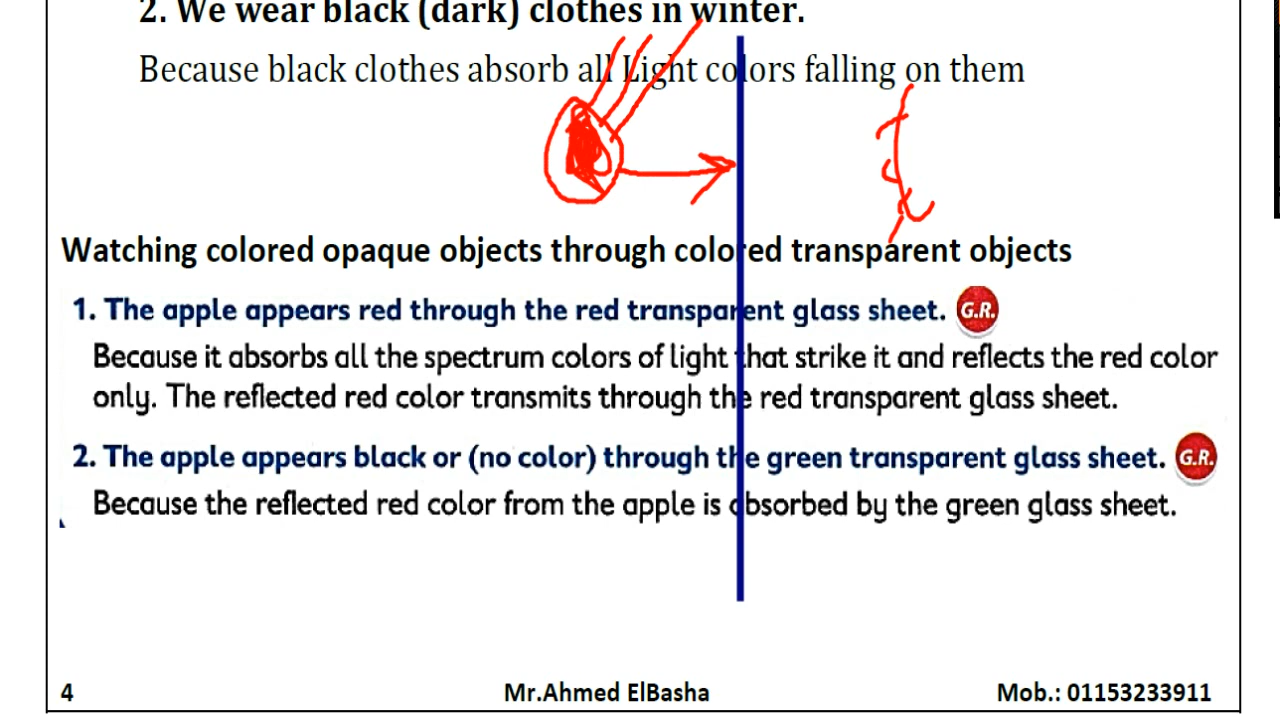 2. We wear black (dark) clothes in winter.
Because black clothes absorb all Light colors falling on them
Watching colored opaque objects through colored transparent objects
1. The apple appears red through the red transparent glass sheet. G.R.
Because it absorbs all the spectrum colors of light that strike it and reflects the red color
only. The reflected red color transmits through the red transparent glass sheet.
2. The apple appears black or (no color) through the green transparent glass sheet. G.R.
Because the reflected red color from the apple is absorbed by the green glass sheet.
4 Mr.Ahmed ElBasha Mob.: 01153233911